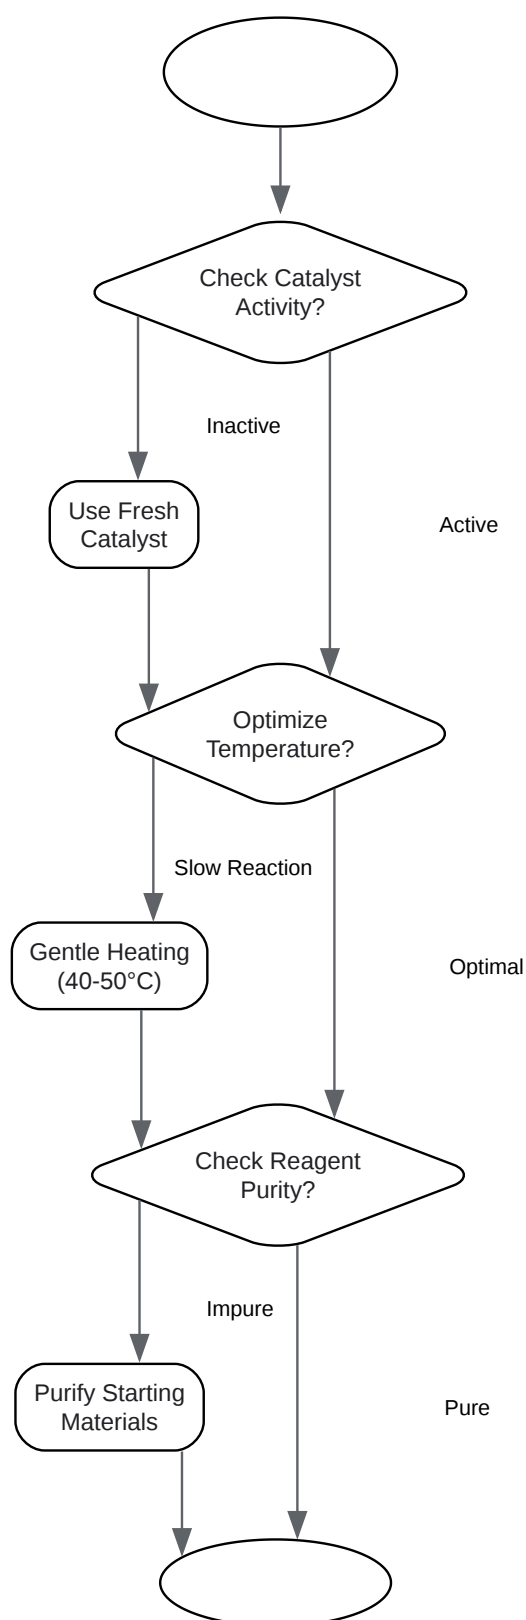 Check Catalyst
Activity?
Inactive
Use Fresh
Catalyst
Active
Optimize
Temperature?
Slow Reaction
Gentle Heating
(40-50°C)
Optimal
Check Reagent
Purity?
Impure
Purify Starting
Materials
Pure